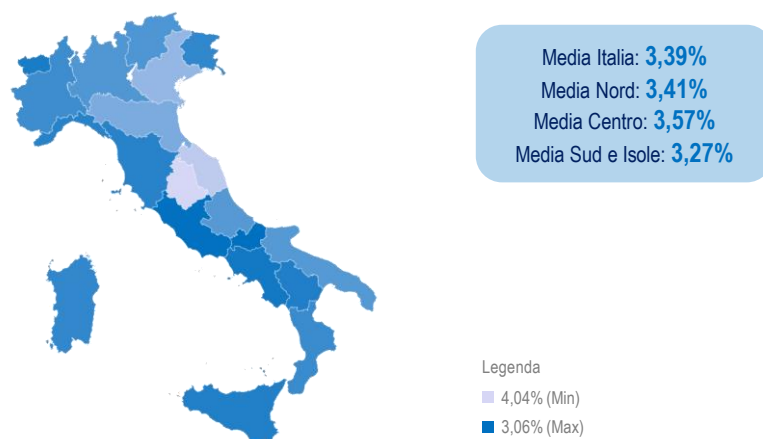 Media Italia: 3,39%
Media Nord: 3,41%
Media Centro: 3,57%
Media Sud e Isole: 3,27%
Legenda
4,04% (Min)
3,06% (Max)